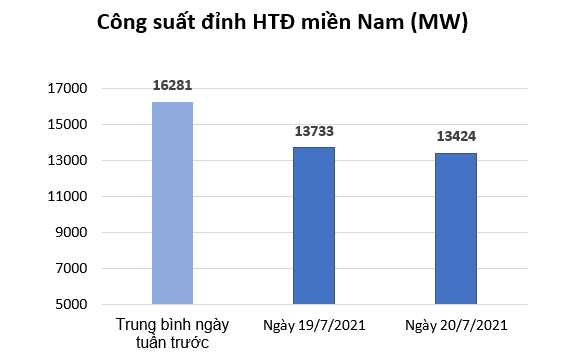 Công suất đỉnh HTĐ miền Nam (MW)
17000
15000
13000
11000
9000
7000
5000
16281
13733
13424
Trung bình ngày
tuần trước
Ngày 19/7/2021
Ngày 20/7/2021